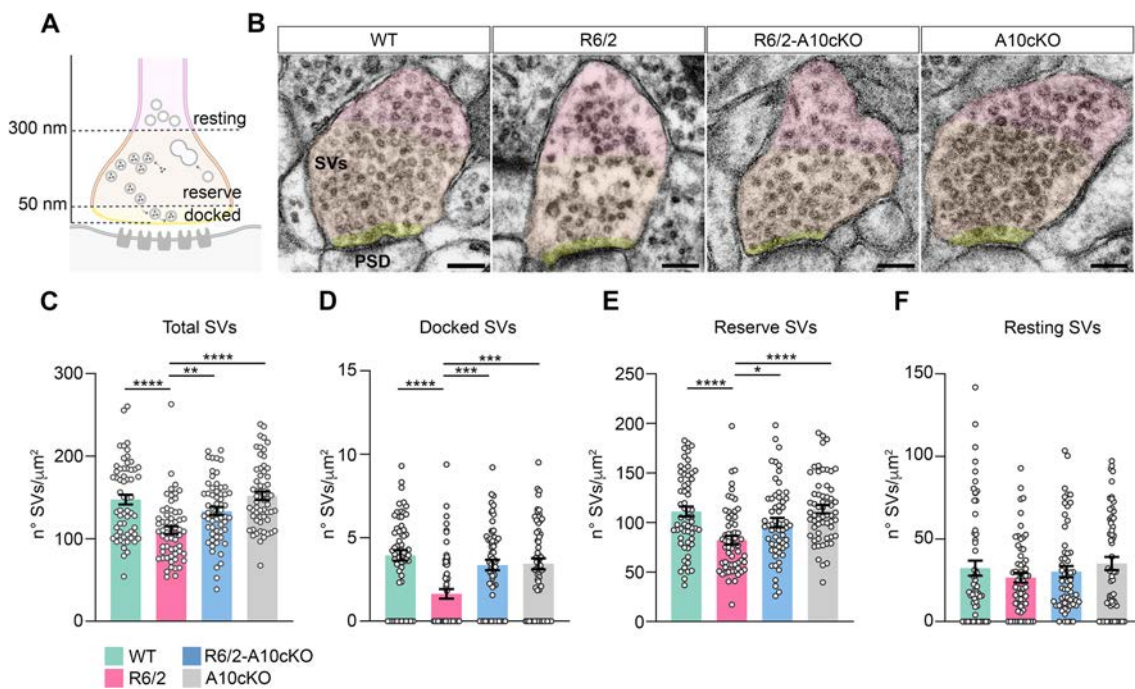 A
resting
300 nm
reserve
50 nm
docked
B
WT
R6/2
R6/2-A10cKO
A10cKO
SVs
PSD
C
Total SVs
n° SVs/μm²
300
200
100
0
****
**
****
D
Docked SVs
n° SVs/μm²
15
10
5
0
****
***
***
E
Reserve SVs
n° SVs/μm²
250
200
150
100
50
0
****
*
****
F
Resting SVs
n° SVs/μm²
150
100
50
0
WT
R6/2-A10cKO
R6/2
A10cKO